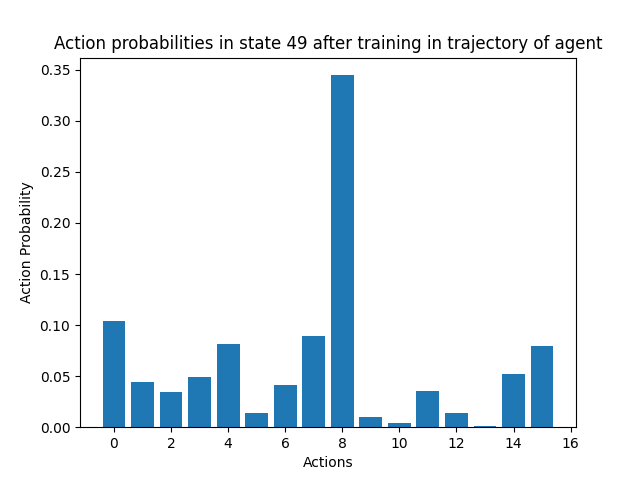 Action probabilities in state 49 after training in trajectory of agent
0.35
0.30
0.25
0.20
0.15
0.10
0.05
0.00
Action Probability
0 2 4 6 8 10 12 14 16
Actions